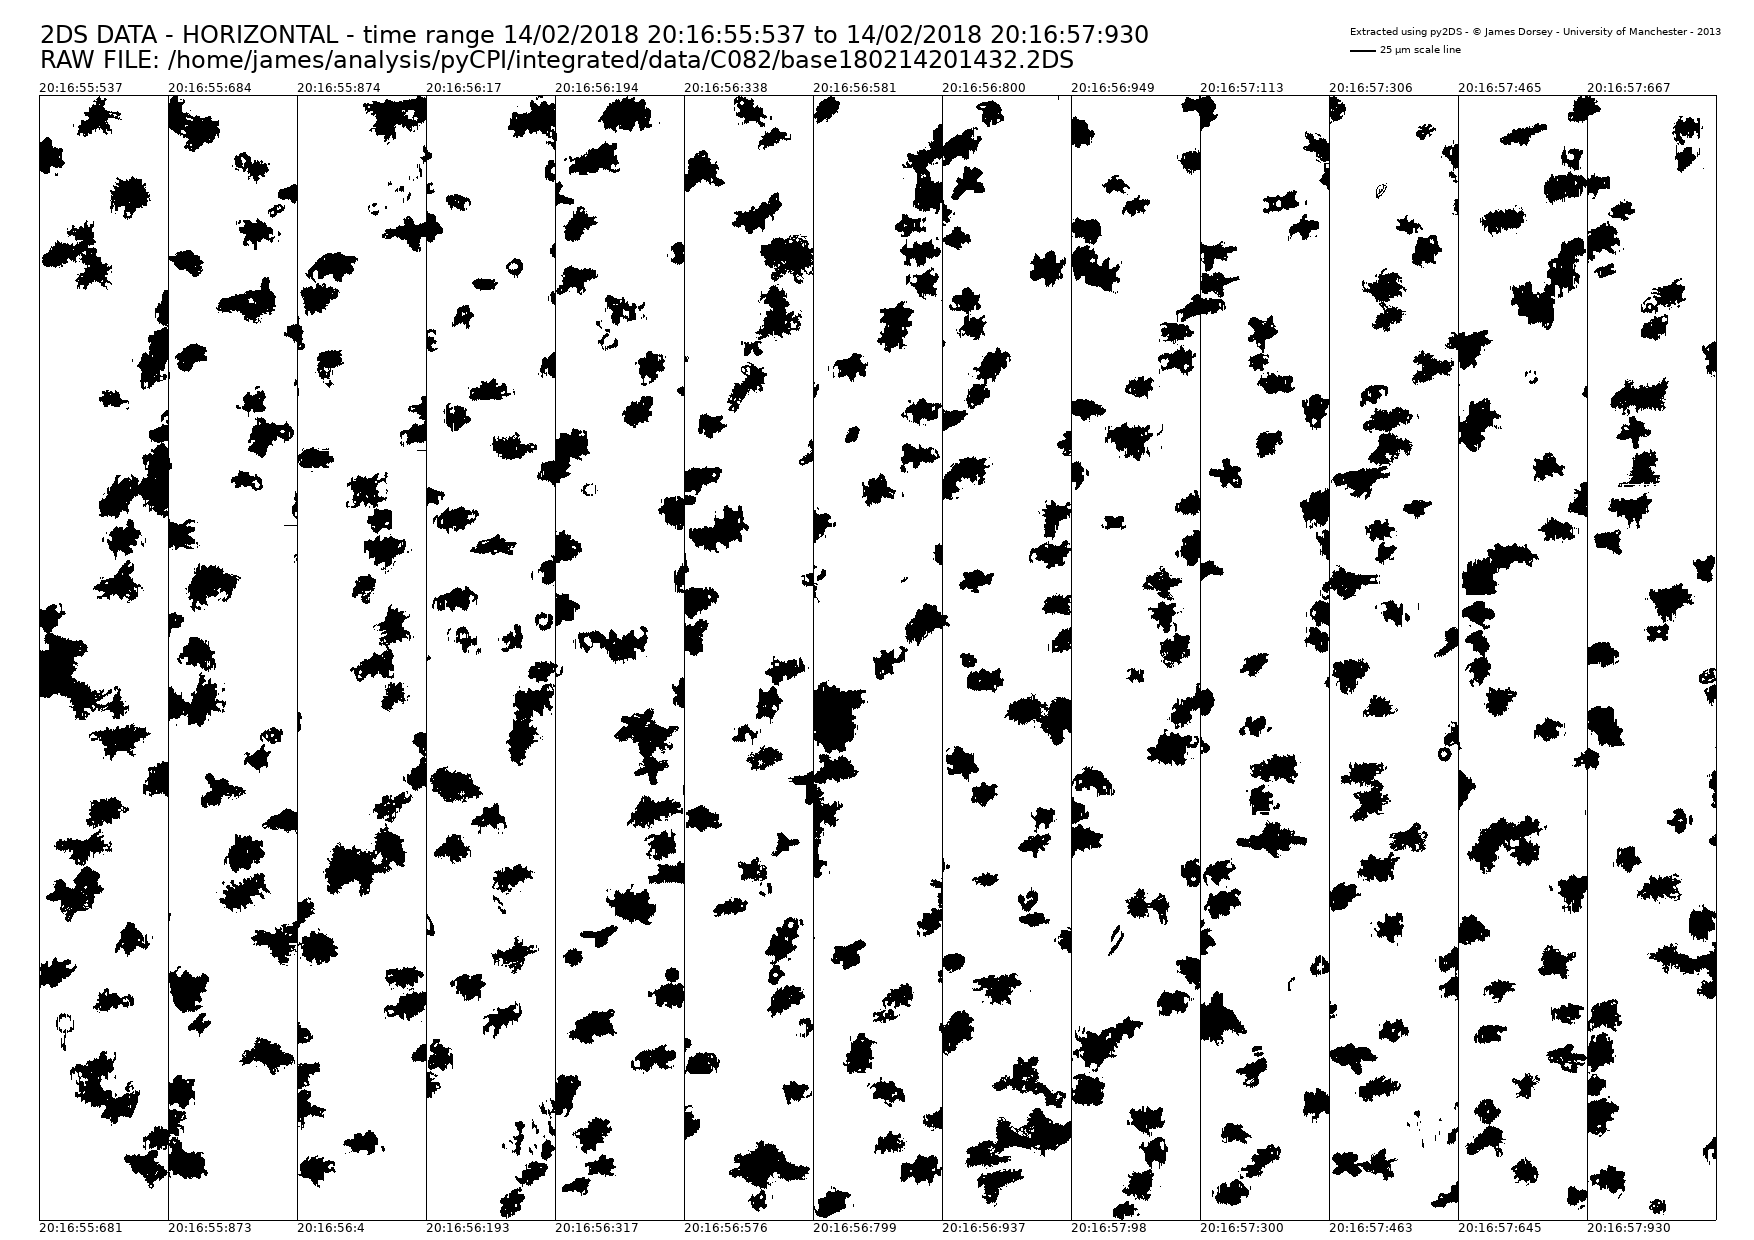 2DS DATA - HORIZONTAL - time range 14/02/2018 20:16:55:537 to 14/02/2018 20:16:57:930
RAW FILE: /home/james/analysis/pyCPI/integrated/data/C082/base180214201432.2DS
Extracted using py2DS - © James Dorsey - University of Manchester - 2013
25 μm scale line
20:16:55:537 20:16:55:684 20:16:55:874 20:16:56:17 20:16:56:194 20:16:56:338 20:16:56:581 20:16:56:800 20:16:56:949 20:16:57:113 20:16:57:306 20:16:57:465 20:16:57:667
20:16:55:681 20:16:55:873 20:16:56:4 20:16:56:193 20:16:56:317 20:16:56:576 20:16:56:799 20:16:56:937 20:16:57:98 20:16:57:300 20:16:57:463 20:16:57:645 20:16:57:930